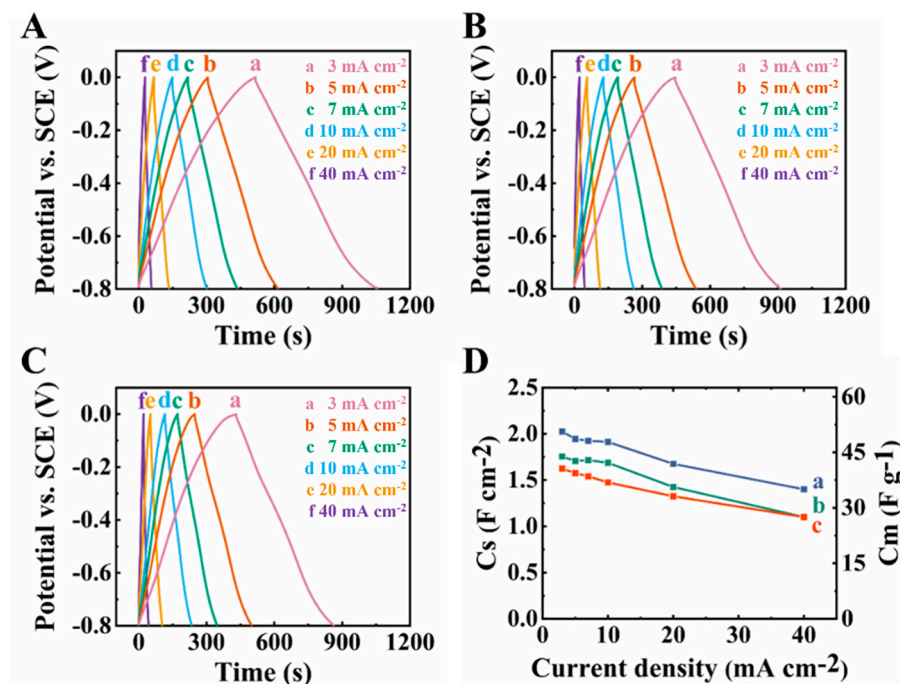 A
f e d c b a
a 3 mA cm-2
b 5 mA cm-2
c 7 mA cm-2
d 10 mA cm-2
e 20 mA cm-2
f 40 mA cm-2
Potential vs. SCE (V)
0.0
-0.2
-0.4
-0.6
-0.8
0 300 600 900 1200
Time (s)
B
f e d c b a
a 3 mA cm-2
b 5 mA cm-2
c 7 mA cm-2
d 10 mA cm-2
e 20 mA cm-2
f 40 mA cm-2
Potential vs. SCE (V)
0.0
-0.2
-0.4
-0.6
-0.8
0 300 600 900 1200
Time (s)
C
f e d c b a
a 3 mA cm-2
b 5 mA cm-2
c 7 mA cm-2
d 10 mA cm-2
c 20 mA cm-2
f 40 mA cm-2
Potential vs. SCE (V)
0.0
-0.2
-0.4
-0.6
-0.8
0 300 600 900 1200
Time (s)
D
Cs (F cm-2)
2.5
2.0
1.5
1.0
0.5
0.0
a
b
c
60
45
30
15
0
Cm (F g-1)
0 10 20 30 40
Current density (mA cm-2)